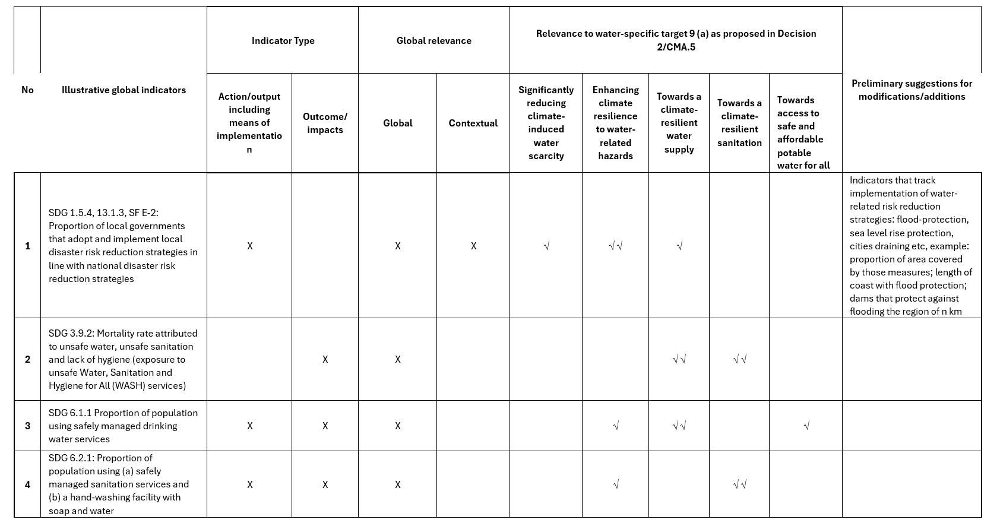 Indicator Type
Global relevance
Relevance to water-specific target 9 (a) as proposed in Decision
2/CMA.5
No
Illustrative global indicators
Action/output
including
means of
implementatio
n
Outcome/
impacts
Global
Contextual
Significantly
reducing
climate-
induced
water
scarcity
Enhancing
climate
resilience
to water-
related
hazards
Towards a
climate-
resilient
water
supply
Towards a
climate-
resilient
sanitation
Towards
access to
safe and
affordable
potable
water for all
Preliminary suggestions for
modifications/additions
1
SDG 1.5.4, 13.1.3, SF E-2:
Proportion of local governments
that adopt and implement local
disaster risk reduction strategies in
line with national disaster risk
reduction strategies
X
X
X
√
√√
√
Indicators that track
implementation of water-
related risk reduction
strategies: flood-protection,
sea level rise protection,
cities draining etc, example:
proportion of area covered
by those measures; length of
coast with flood protection;
dams that protect against
flooding the region of n km
2
SDG 3.9.2: Mortality rate attributed
to unsafe water, unsafe sanitation
and lack of hygiene (exposure to
unsafe Water, Sanitation and
Hygiene for All (WASH) services)
X
X
√√
√√
3
SDG 6.1.1 Proportion of population
using safely managed drinking
water services
X
X
X
√
√√
√
4
SDG 6.2.1: Proportion of
population using (a) safely
managed sanitation services and
(b) a hand-washing facility with
soap and water
X
X
X
√
√√